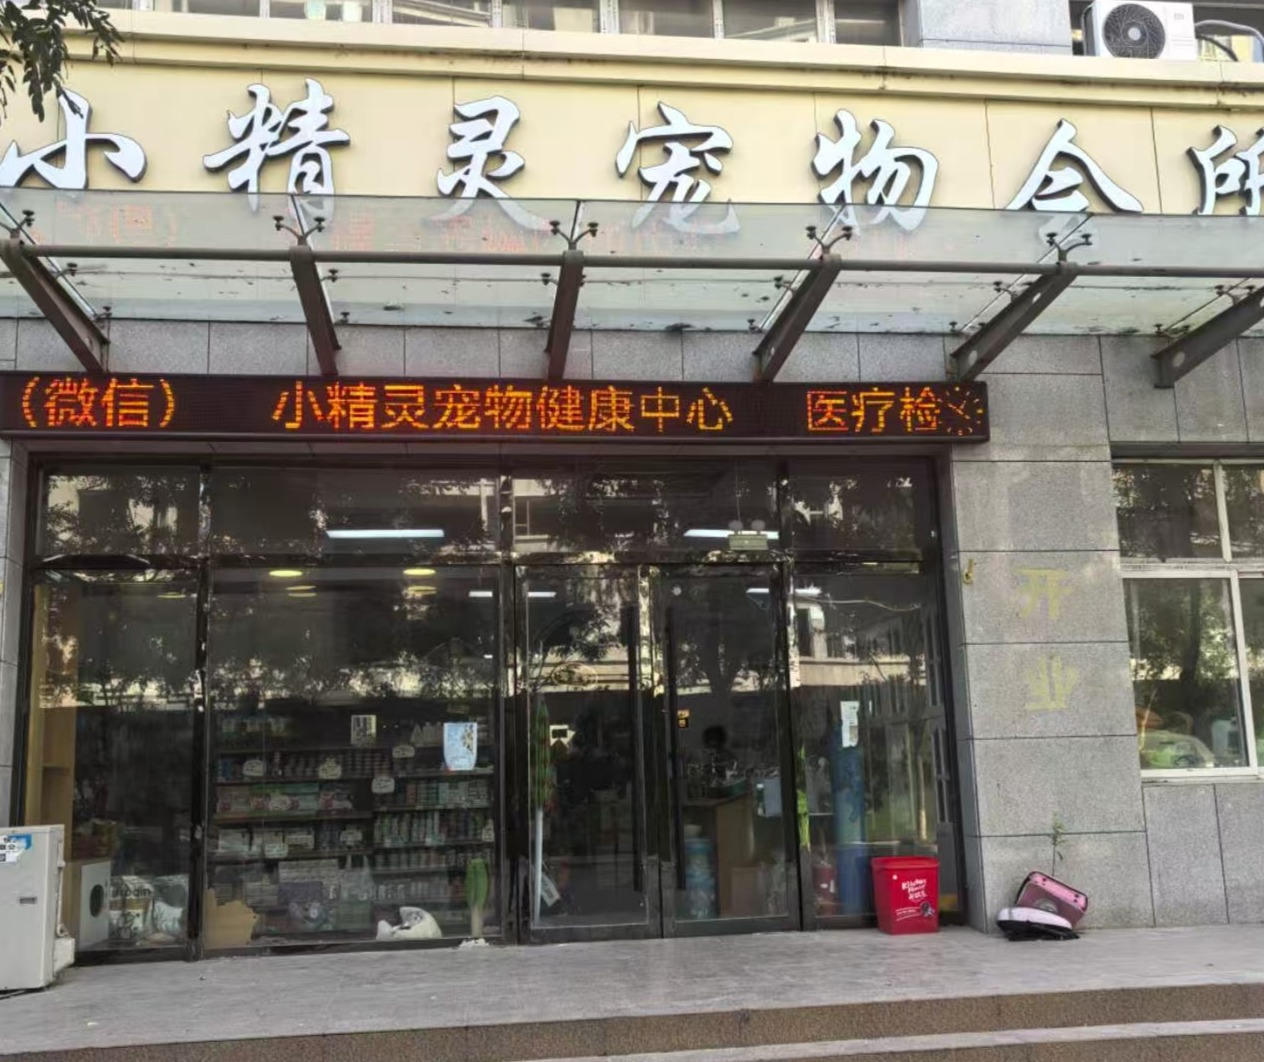 小精灵宠物会所
（微信） 小精灵宠物健康中心 医疗检
开
业